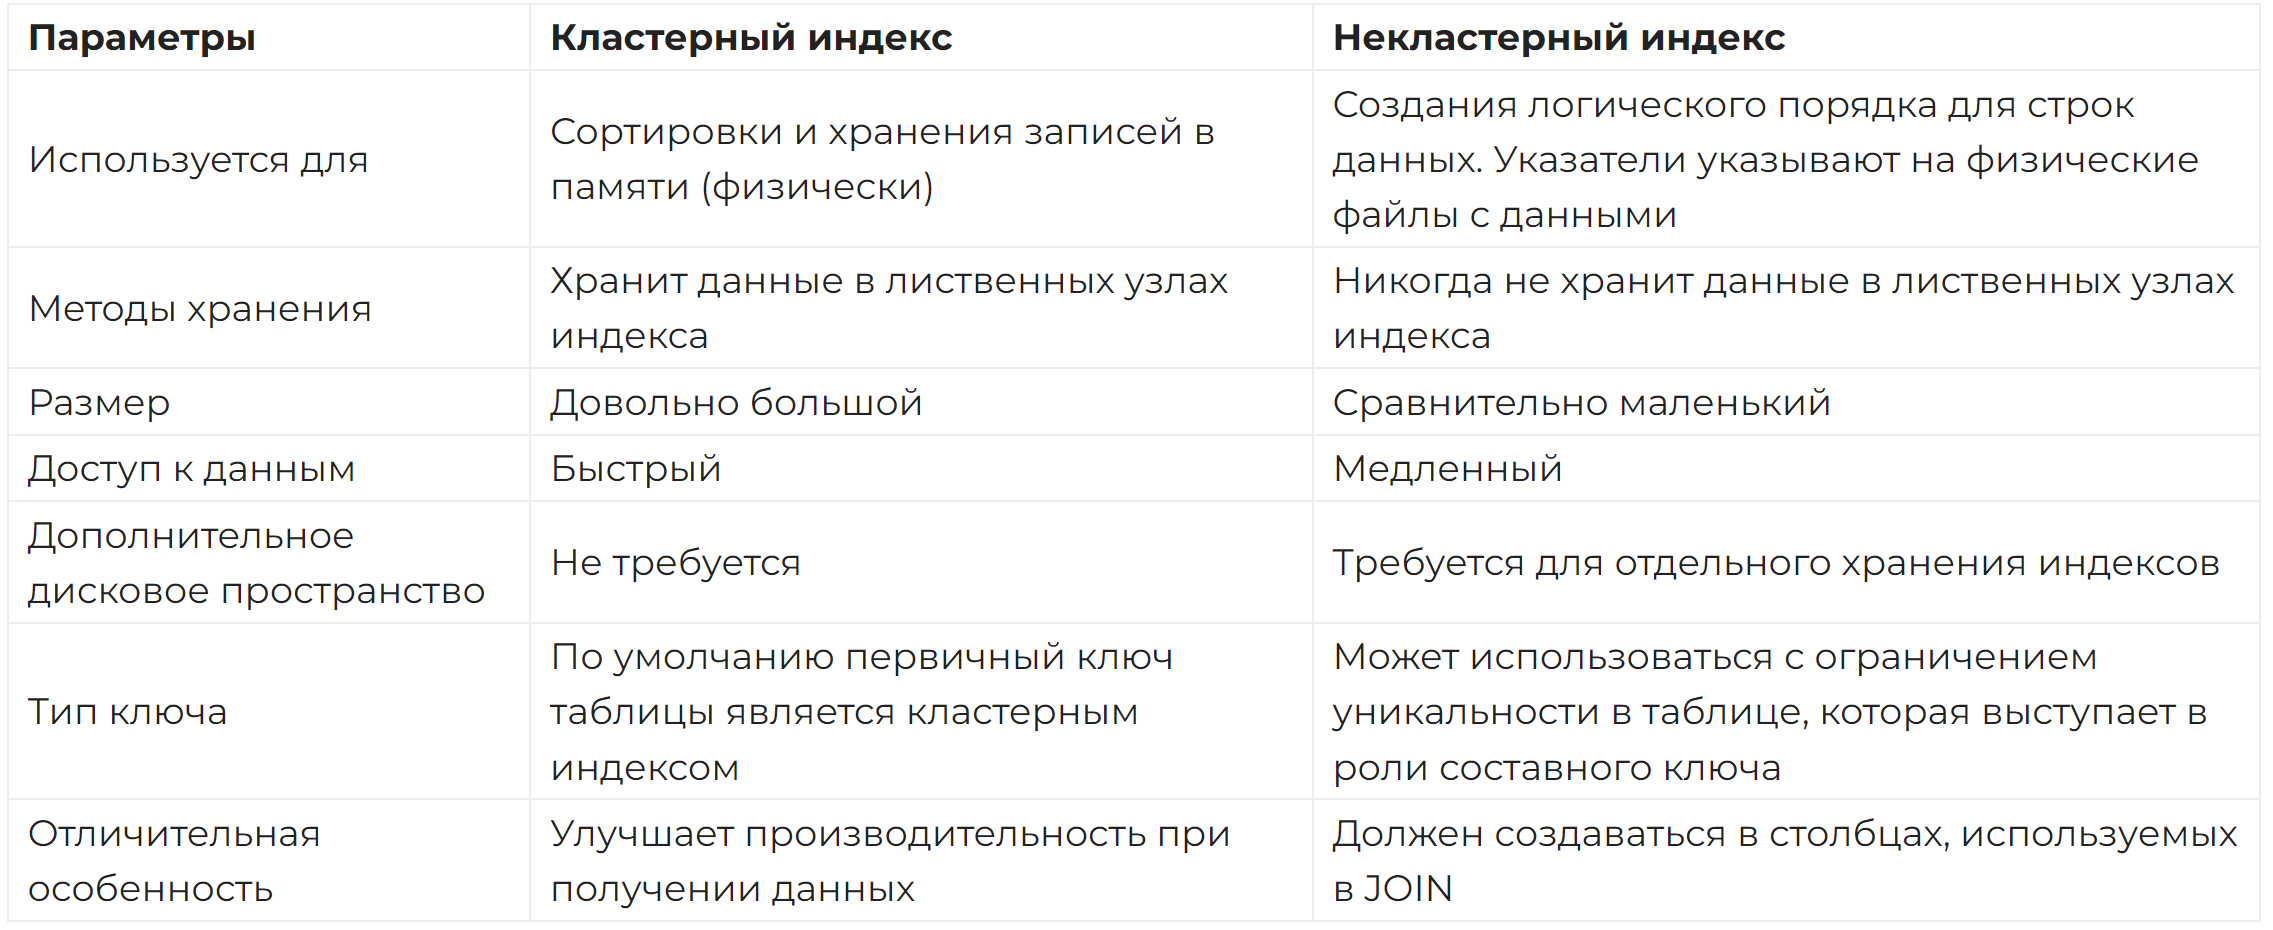 Параметры
Кластерный индекс
Некластерный индекс
Используется для
Сортировки и хранения записей в
памяти (физически)
Создания логического порядка для строк
данных. Указатели указывают на физические
файлы с данными
Методы хранения
Хранит данные в лиственных узлах
индекса
Никогда не хранит данные в лиственных узлах
индекса
Размер
Довольно большой
Сравнительно маленький
Доступ к данным
Быстрый
Медленный
Дополнительное
дисковое пространство
Не требуется
Требуется для отдельного хранения индексов
Тип ключа
По умолчанию первичный ключ
таблицы является кластерным
индексом
Может использоваться с ограничением
уникальности в таблице, которая выступает в
роли составного ключа
Отличительная
особенность
Улучшает производительность при
получении данных
Должен создаваться в столбцах, используемых
в JOIN